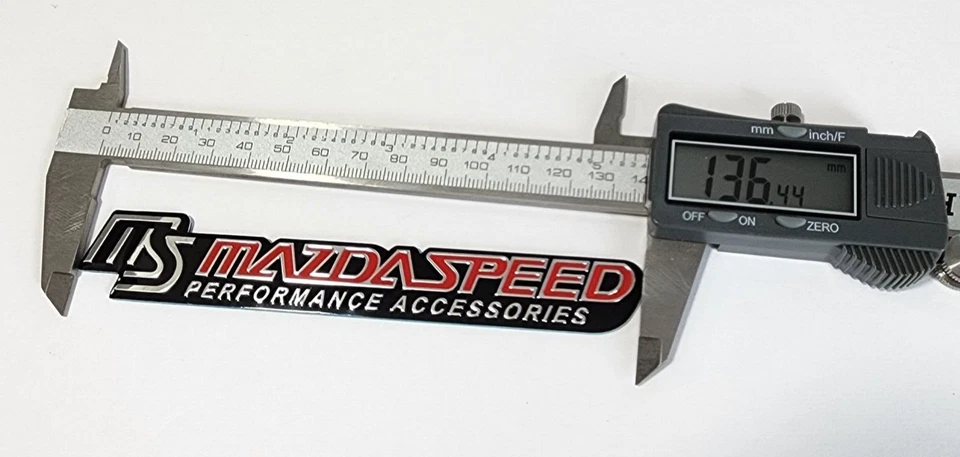 mm inch/F
136.44 mm
OFF ON ZERO
0 10 20 30 40 50 60 70 80 90 100 110 120 130 14
MS MAZDASPEED
PERFORMANCE ACCESSORIES